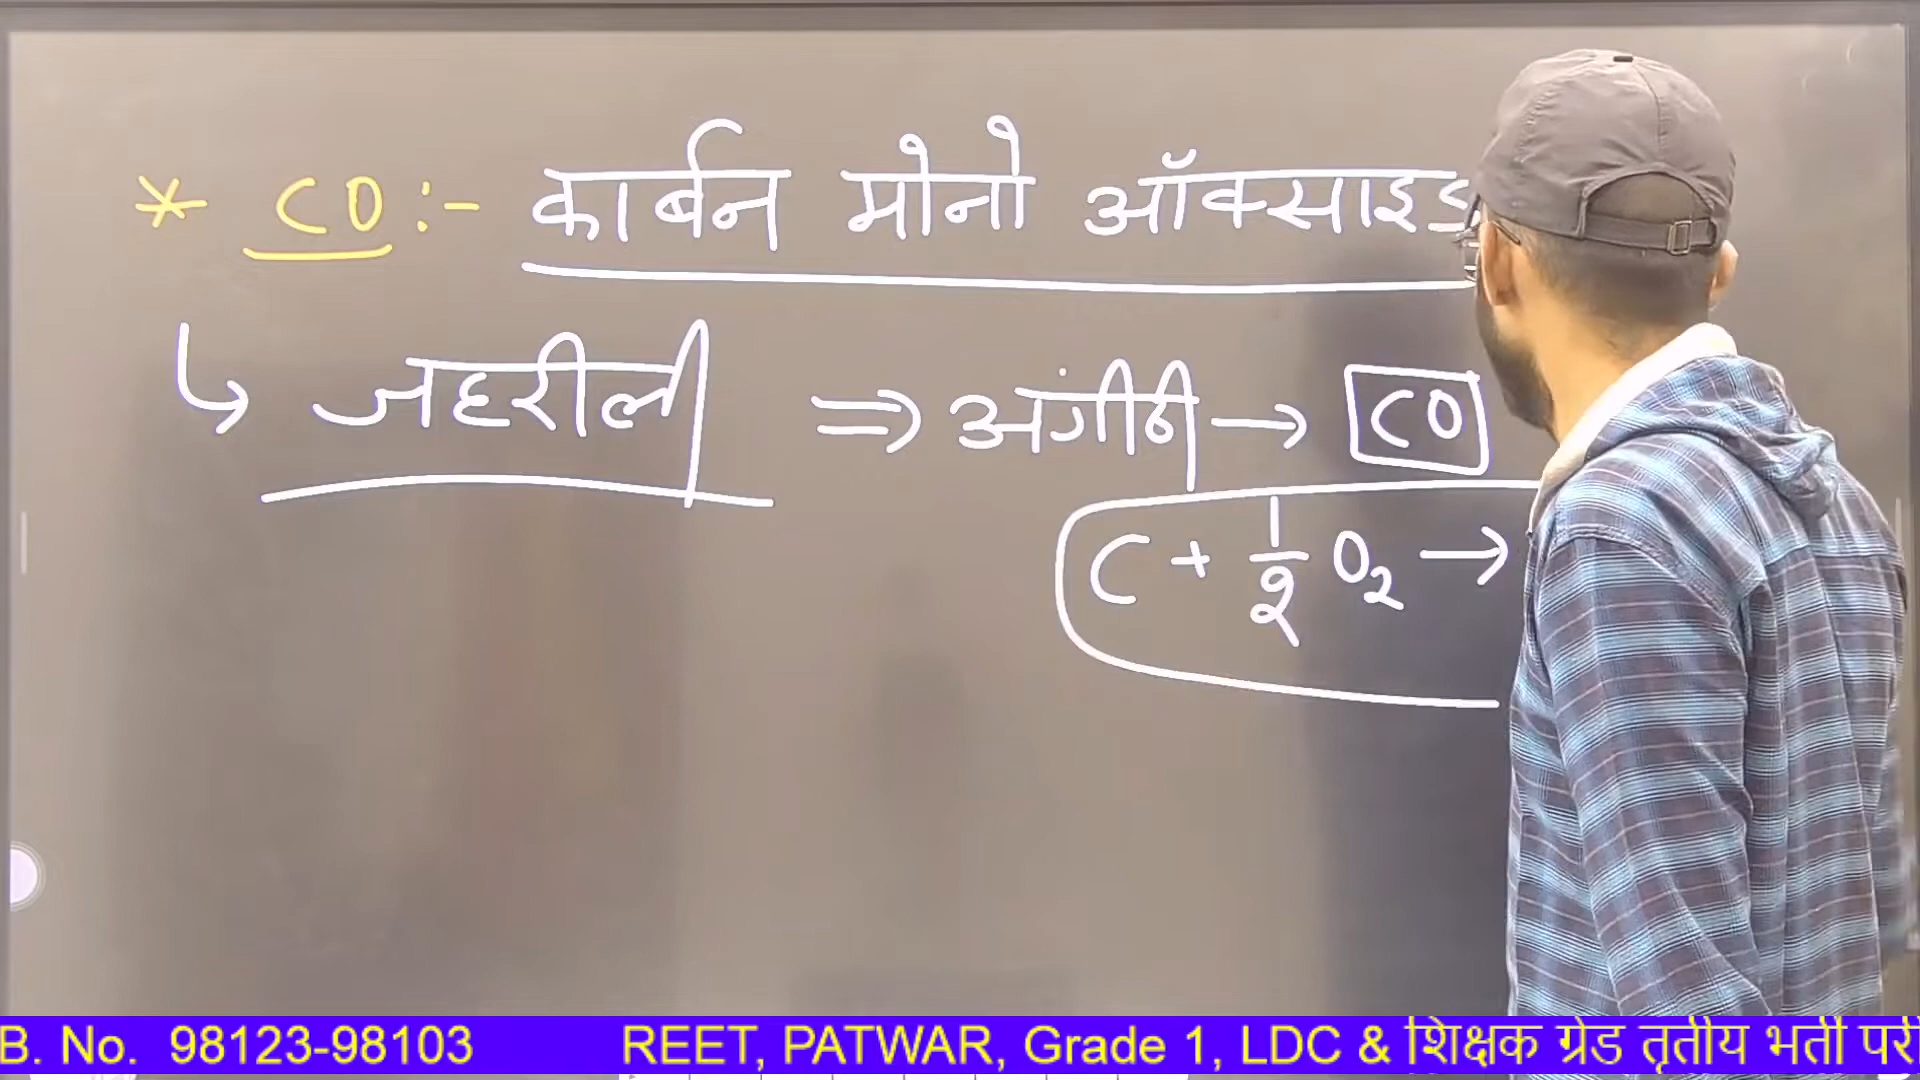 * CO :- कार्बन मोनो ऑक्साइड
↳ जहरीली ⇒ अंगीठी → CO
C + 1/2 O₂ →
B. No. 98123-98103 REET, PATWAR, Grade 1, LDC & शिक्षक ग्रेड तृतीय भर्ती परी